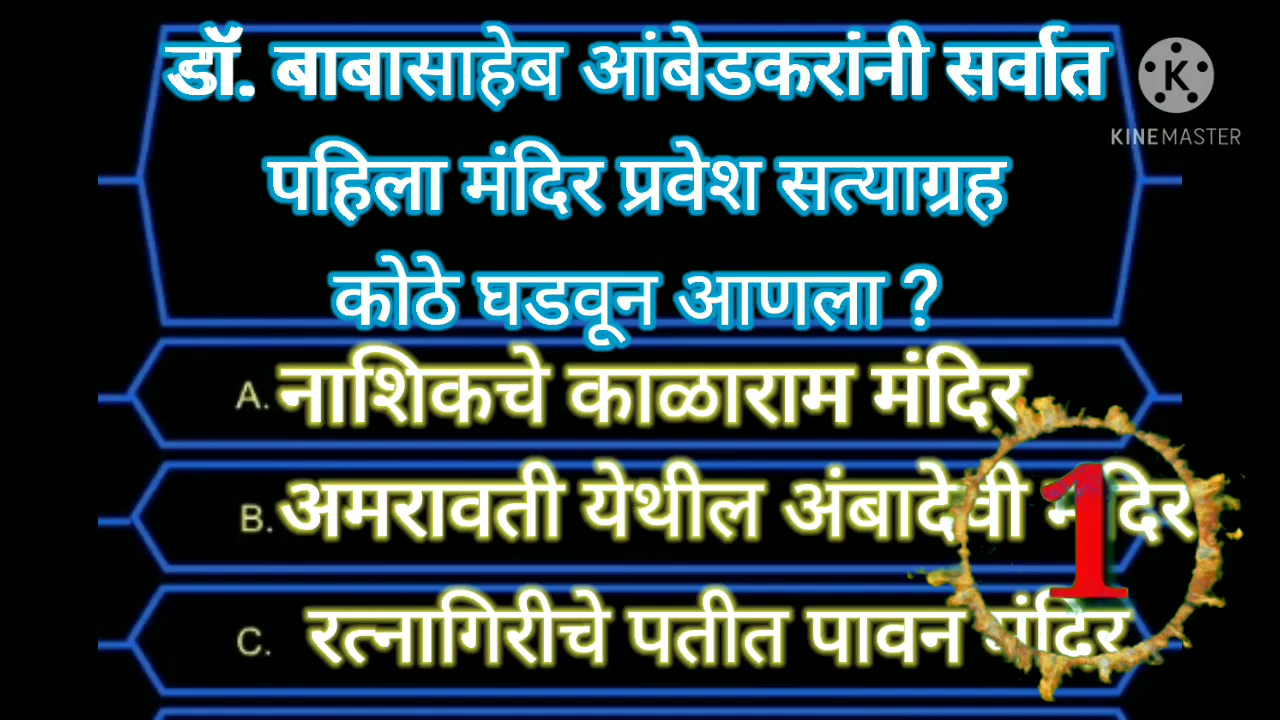 डॉ. बाबासाहेब आंबेडकरांनी सर्वात
पहिला मंदिर प्रवेश सत्याग्रह
कोठे घडवून आणला ?
A. नाशिकचे काळाराम मंदिर
B. अमरावती येथील अंबादेवी मंदिर
C. रत्नागिरीचे पतीत पावन मंदिर
1
K
KINEMASTER